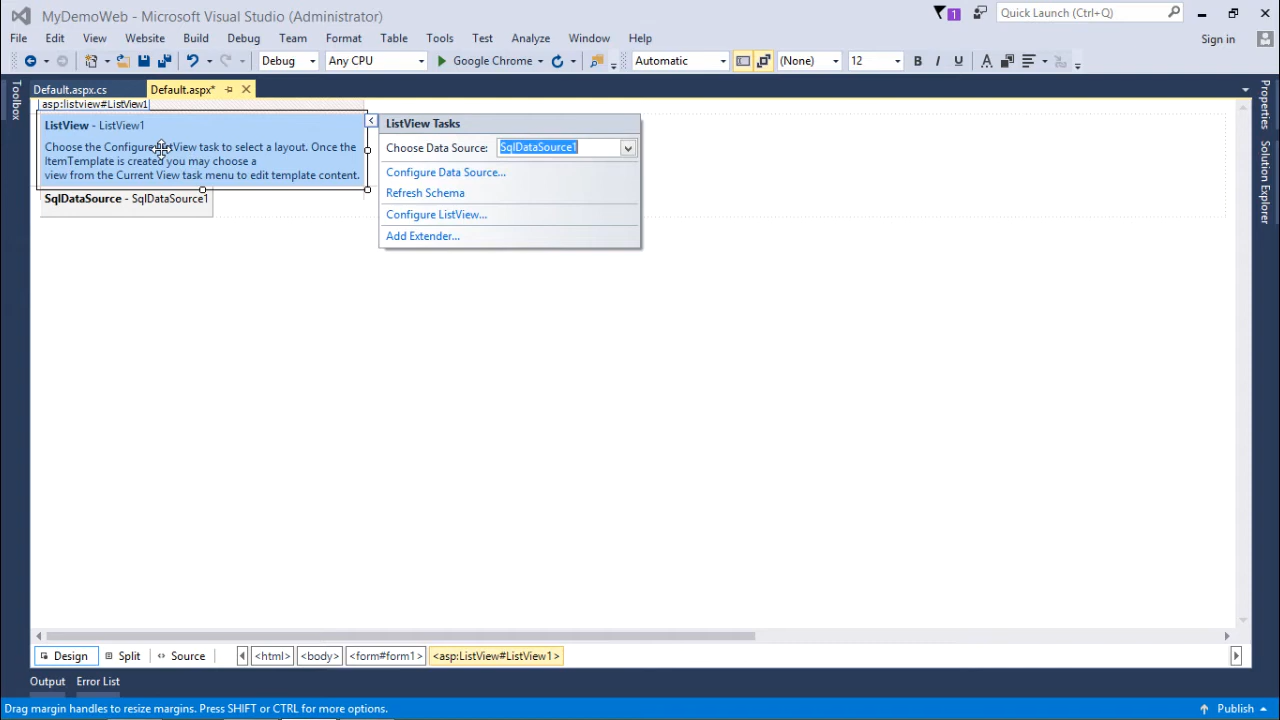 MyDemoWeb - Microsoft Visual Studio (Administrator)
1
Quick Launch (Ctrl+Q)
File Edit View Website Build Debug Team Format Table Tools Test Analyze Window Help
Sign in
Debug Any CPU Google Chrome Automatic (None) 12 B I U A
Toolbox
Default.aspx.cs Default.aspx*
Properties
Solution Explorer
asp:listview#ListView1
ListView - ListView1
Choose the Configure ListView task to select a layout. Once the
ItemTemplate is created you may choose a
view from the Current View task menu to edit template content.
SqlDataSource - SqlDataSource1
ListView Tasks
Choose Data Source: SqlDataSource1
Configure Data Source...
Refresh Schema
Configure ListView...
Add Extender...
Design Split Source <html> <body> <form#form1> <asp:ListView#ListView1>
Output Error List
Drag margin handles to resize margins. Press SHIFT or CTRL for more options. Publish